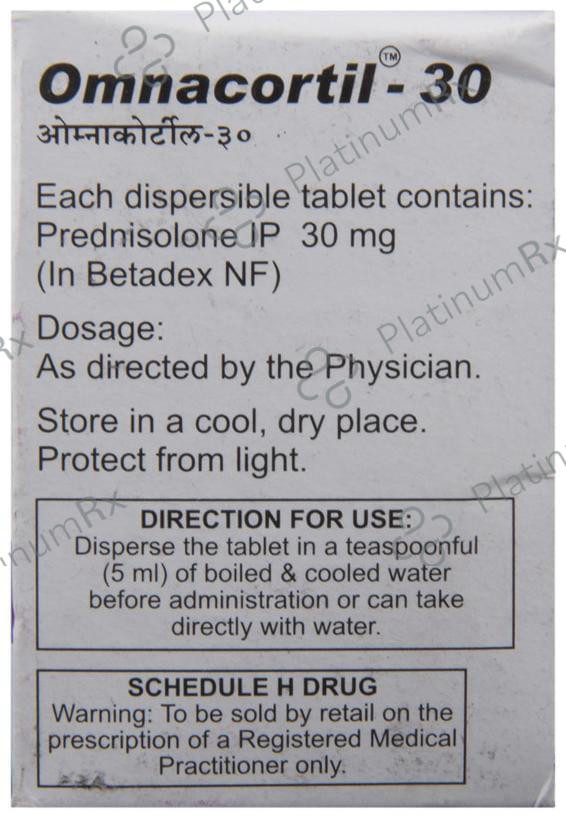 Omnacortil™ - 30
ओम्नाकोर्टील-३०
Each dispersible tablet contains:
Prednisolone IP 30 mg
(In Betadex NF)
Dosage:
As directed by the Physician.
Store in a cool, dry place.
Protect from light.
DIRECTION FOR USE:
Disperse the tablet in a teaspoonful
(5 ml) of boiled & cooled water
before administration or can take
directly with water.
SCHEDULE H DRUG
Warning: To be sold by retail on the
prescription of a Registered Medical
Practitioner only.
PlatinumRx
PlatinumRx